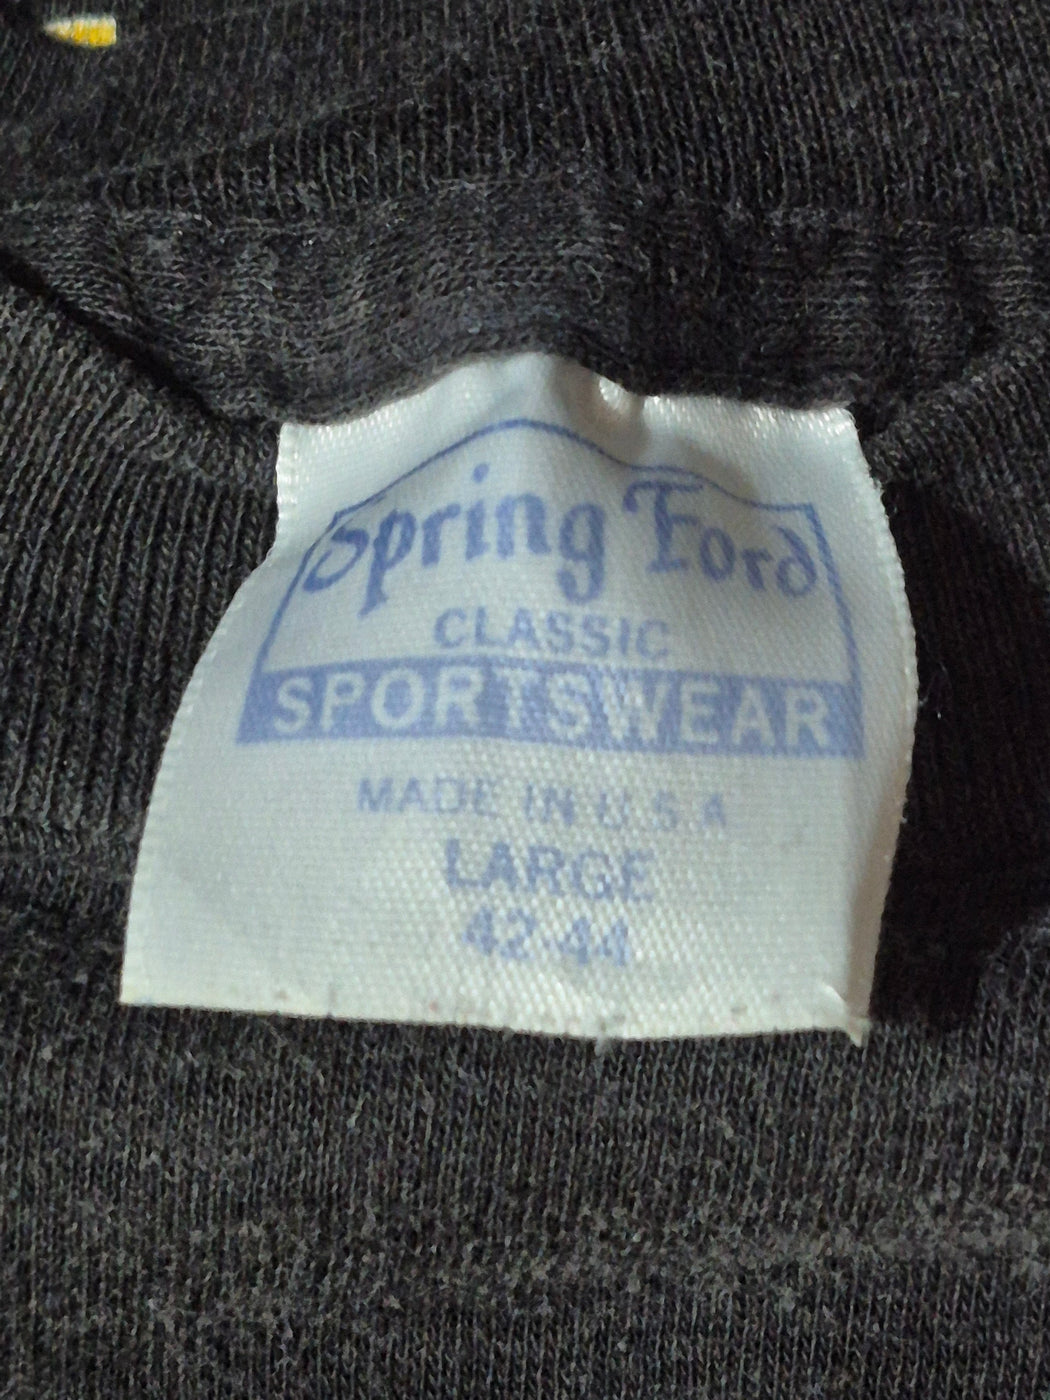 Spring Ford
CLASSIC
SPORTSWEAR
MADE IN U.S.A
LARGE
42-44